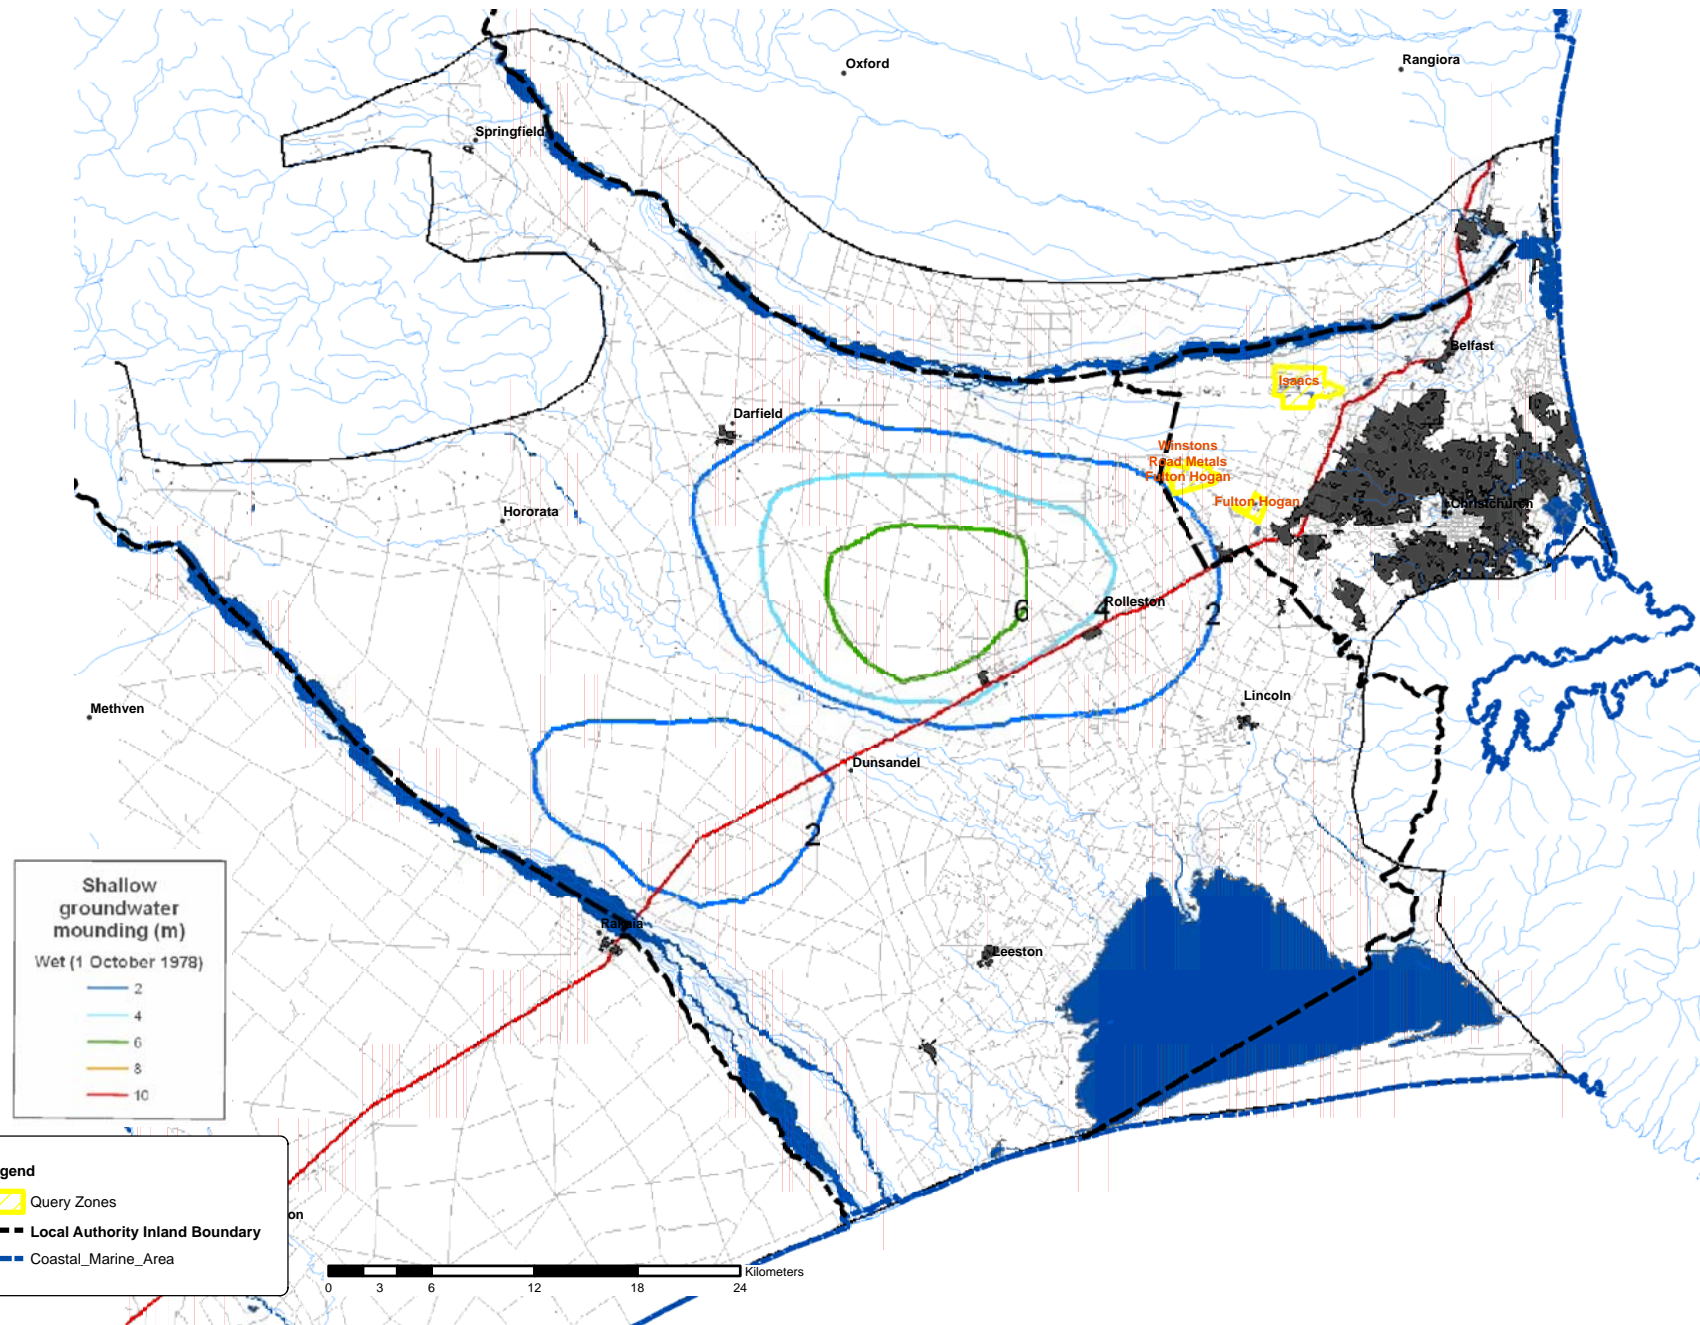 Oxford
Rangiora
Springfield
Belfast
Isaacs
Darfield
Winstons
Road Metals
Fulton Hogan
Fulton Hogan
Christchurch
Hororata
6
4
Rolleston
2
Lincoln
Methven
Dunsandel
2
Shallow
groundwater
mounding (m)
Wet (1 October 1978)
2
4
6
8
10
Rakaia
Leeston
gend
Query Zones
on
Local Authority Inland Boundary
Coastal_Marine_Area
Kilometers
0 3 6 12 18 24